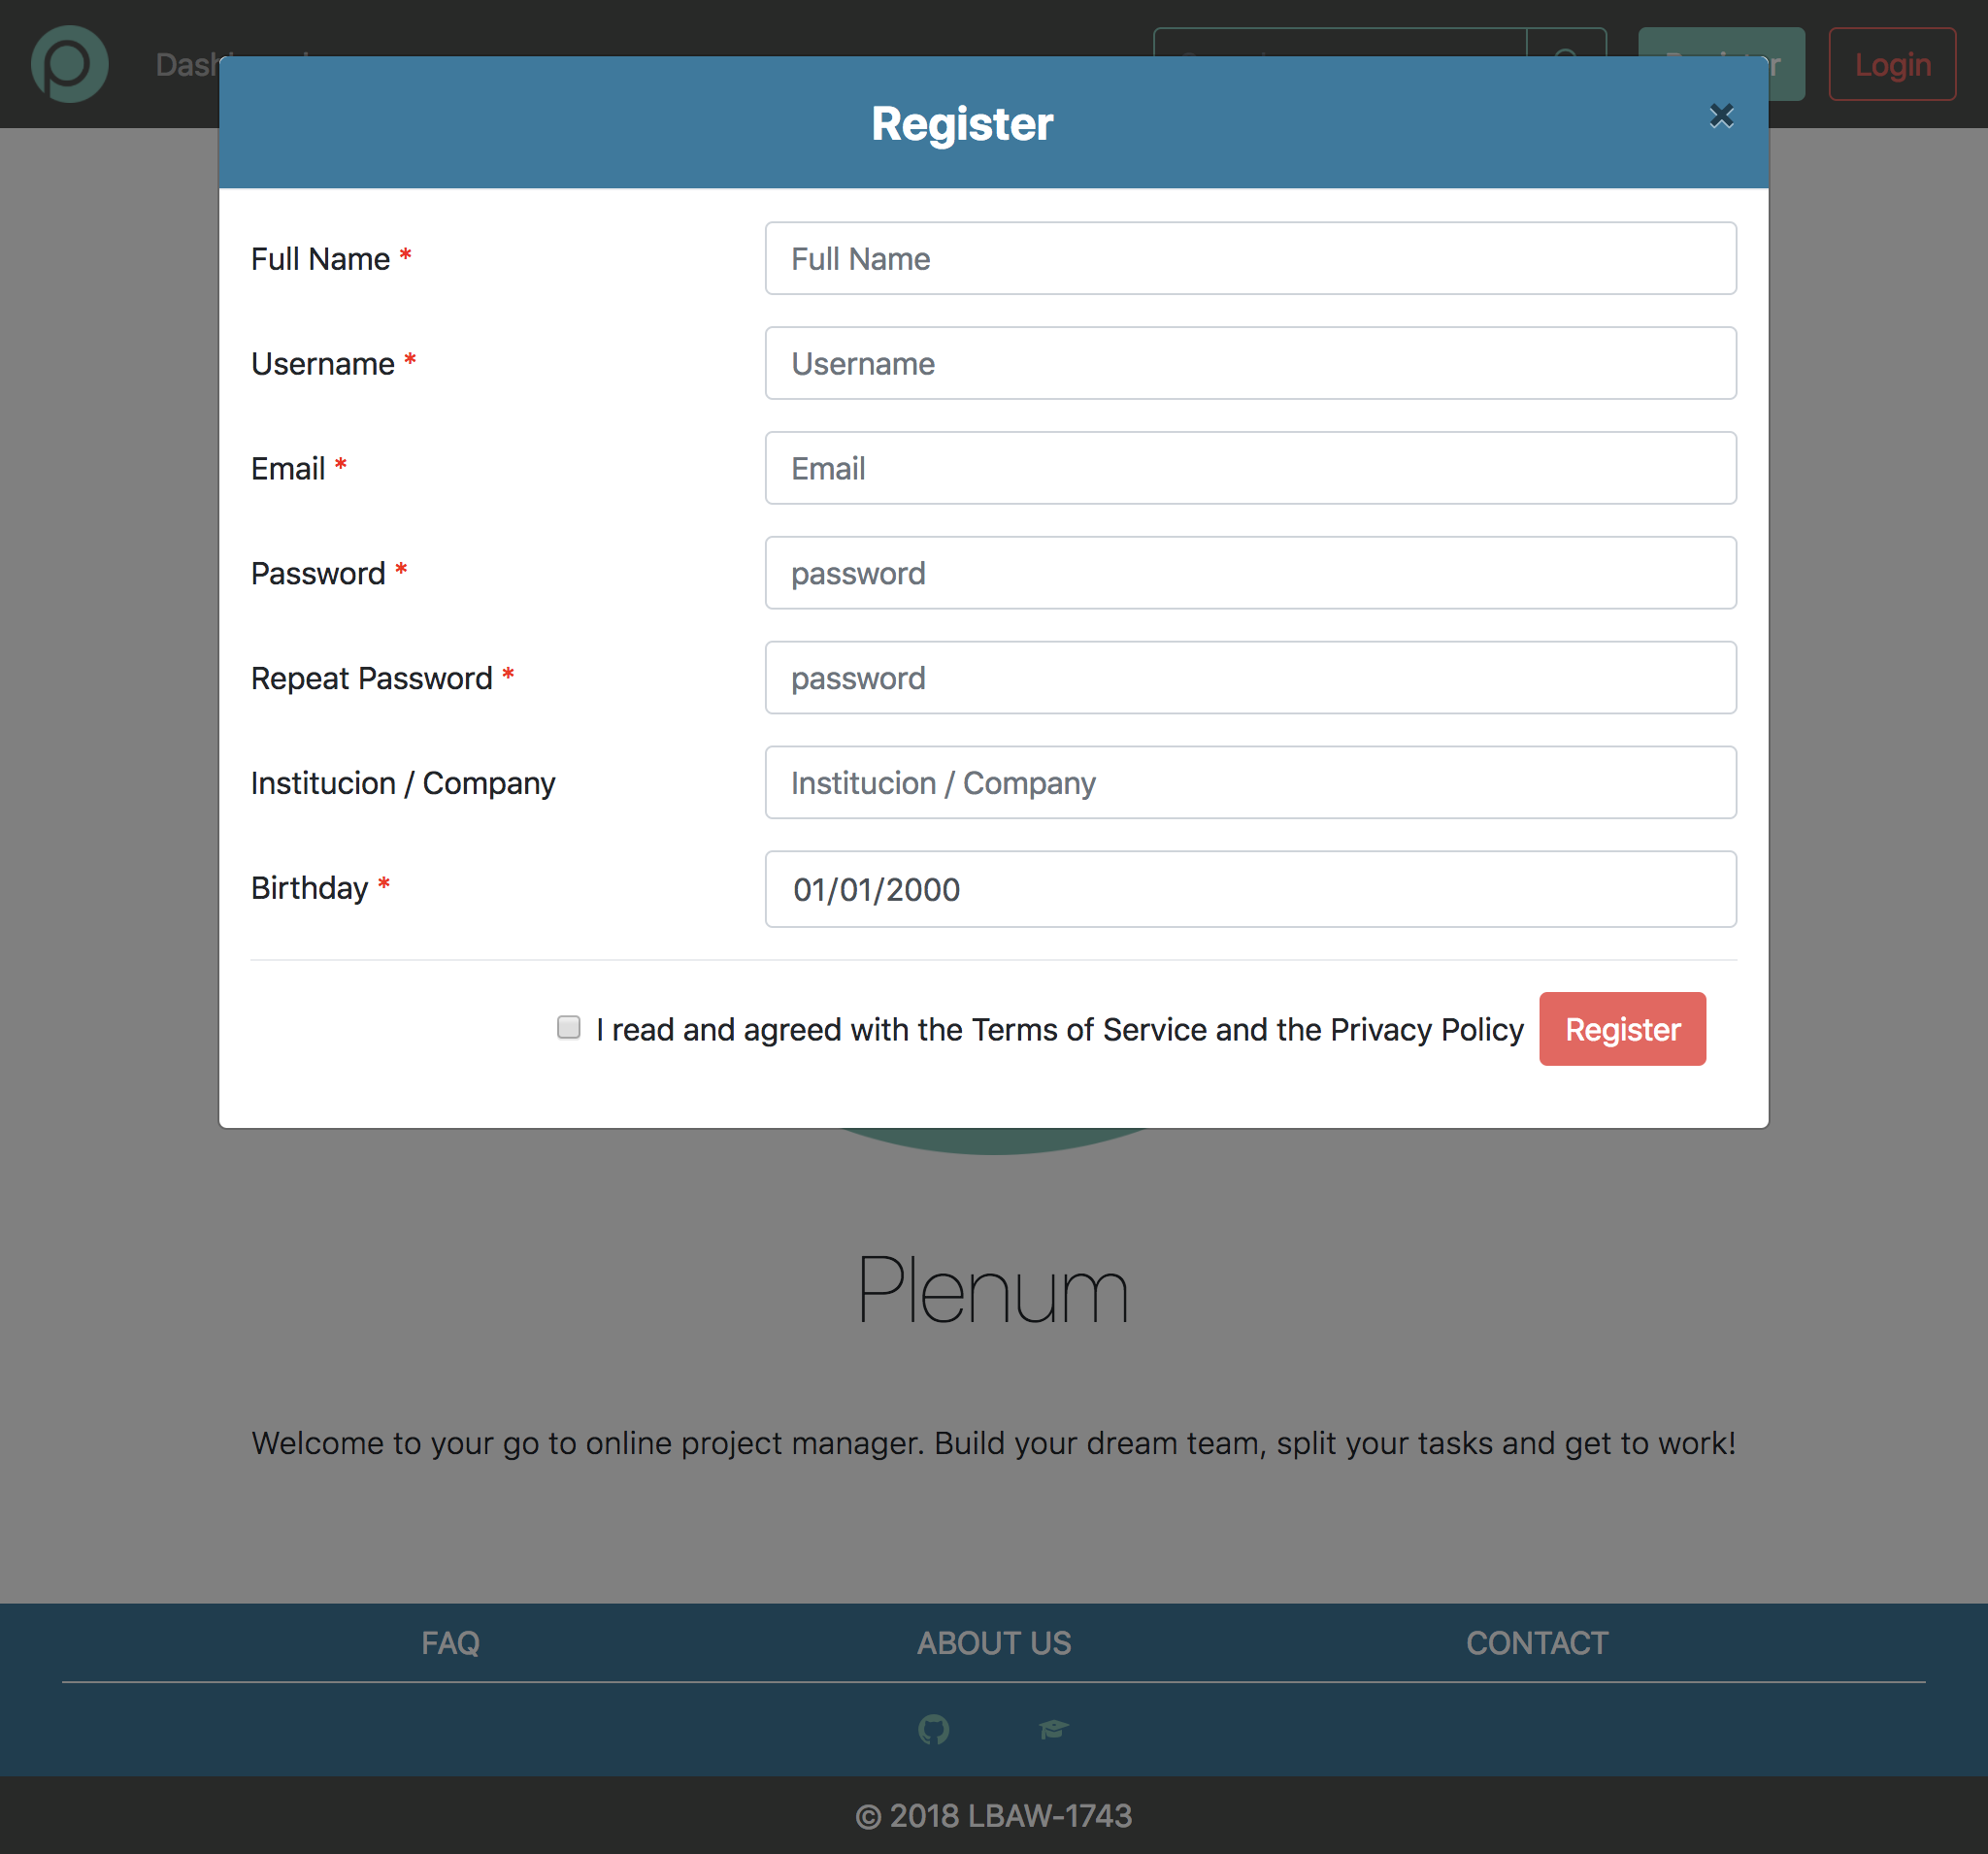 Login
Register
Full Name *
Full Name
Username *
Username
Email *
Email
Password *
password
Repeat Password *
password
Institucion / Company
Institucion / Company
Birthday *
01/01/2000
I read and agreed with the Terms of Service and the Privacy Policy
Register
Plenum
Welcome to your go to online project manager. Build your dream team, split your tasks and get to work!
FAQ ABOUT US CONTACT
© 2018 LBAW-1743